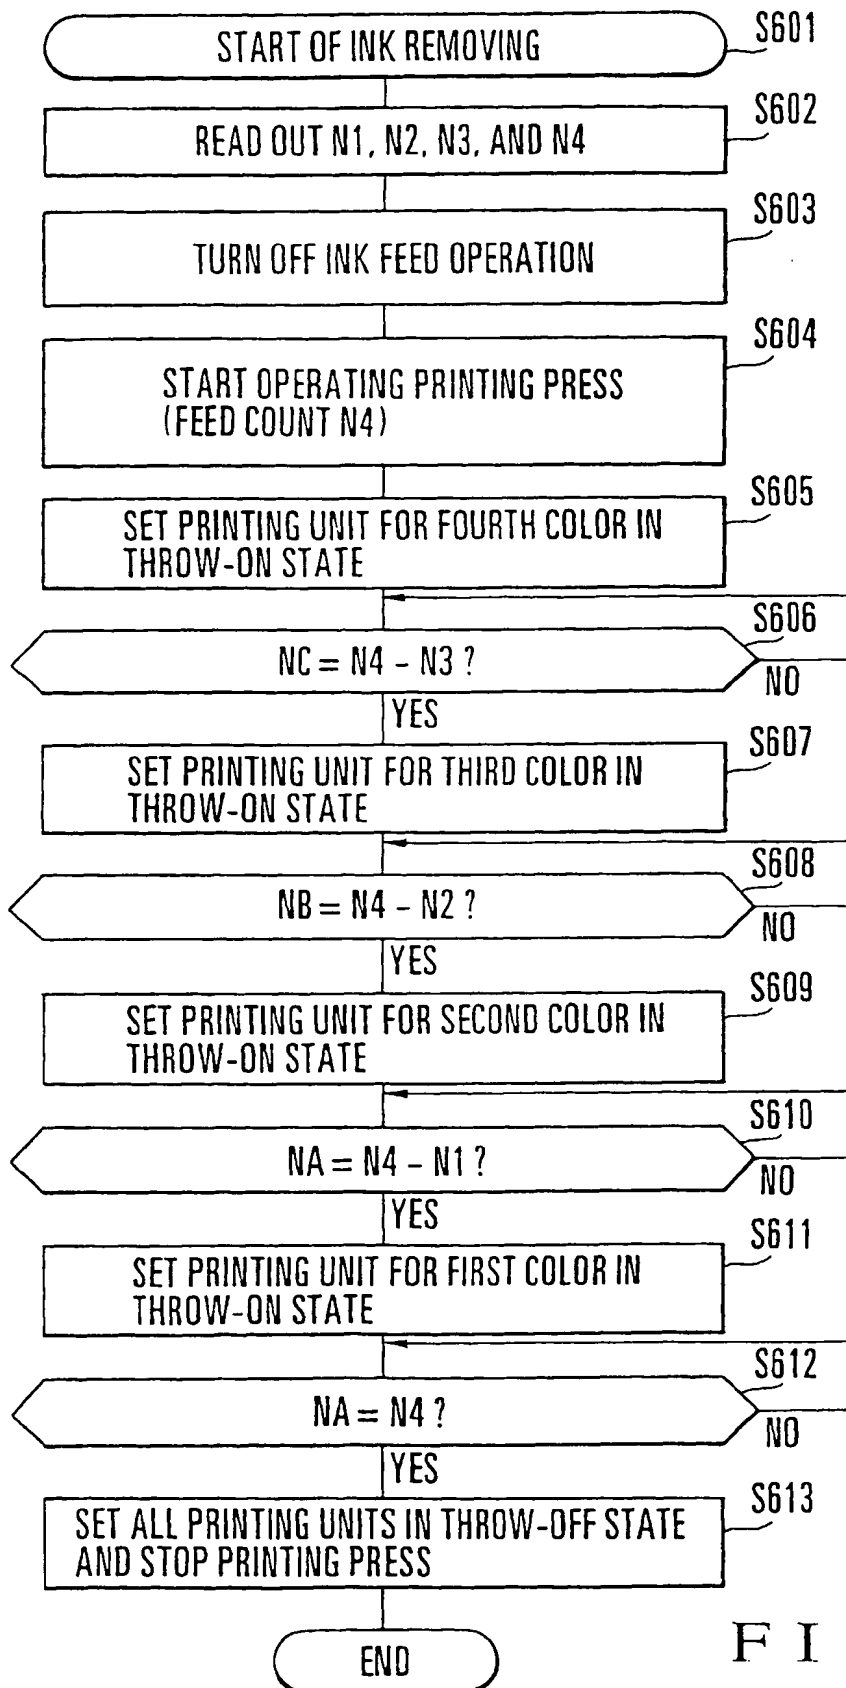 START OF INK REMOVING
S601
S602
READ OUT N1, N2, N3, AND N4
S603
TURN OFF INK FEED OPERATION
S604
START OPERATING PRINTING PRESS
(FEED COUNT N4)
S605
SET PRINTING UNIT FOR FOURTH COLOR IN
THROW-ON STATE
S606
NC = N4 - N3 ?
NO
YES
S607
SET PRINTING UNIT FOR THIRD COLOR IN
THROW-ON STATE
S608
NB = N4 - N2 ?
NO
YES
S609
SET PRINTING UNIT FOR SECOND COLOR IN
THROW-ON STATE
S610
NA = N4 - N1 ?
NO
YES
S611
SET PRINTING UNIT FOR FIRST COLOR IN
THROW-ON STATE
S612
NA = N4 ?
NO
YES
S613
SET ALL PRINTING UNITS IN THROW-OFF STATE
AND STOP PRINTING PRESS
END
F I